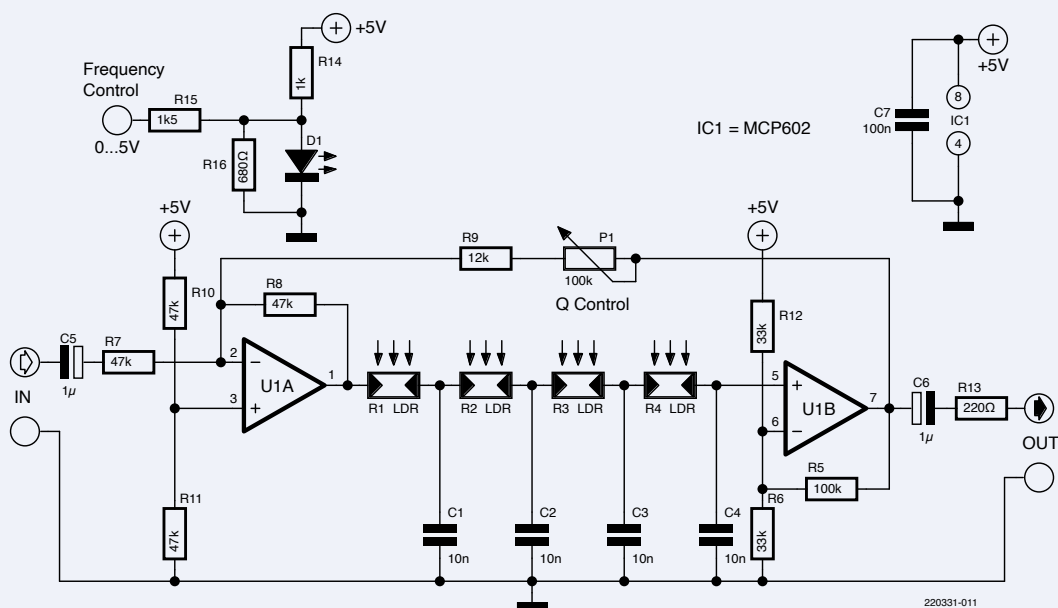 +5V
R14
1k
Frequency
Control
R15
1k5
0...5V
R16
680Ω
D1
IC1 = MCP602
+5V
C7
100n
8
IC1
4
+5V
R10
47k
R9
12k
P1
100k
Q Control
R8
47k
+5V
R12
33k
C5
1µ
R7
47k
IN
2
−
3
+
U1A
1
R1 LDR
R2 LDR
R3 LDR
R4 LDR
5
+
6
−
U1B
7
C6
1µ
R13
220Ω
OUT
R5
100k
R11
47k
C1
10n
C2
10n
C3
10n
C4
10n
R6
33k
220331-011